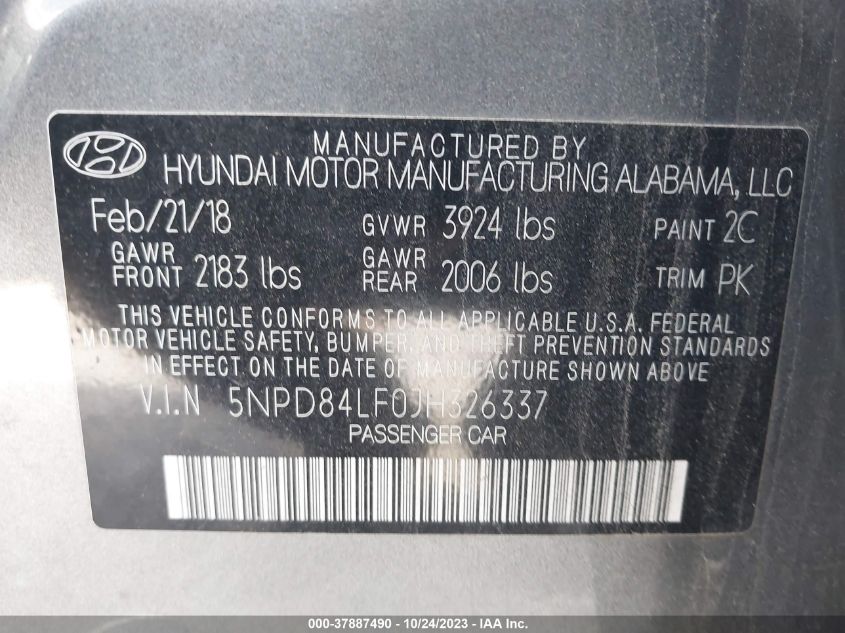 MANUFACTURED BY
HYUNDAI MOTOR MANUFACTURING ALABAMA, LLC
Feb/21/18 GVWR 3924 lbs PAINT 2C
GAWR FRONT 2183 lbs GAWR REAR 2006 lbs TRIM PK
THIS VEHICLE CONFORMS TO ALL APPLICABLE U.S.A. FEDERAL
MOTOR VEHICLE SAFETY, BUMPER, AND THEFT PREVENTION STANDARDS
IN EFFECT ON THE DATE OF MANUFACTURE SHOWN ABOVE
V.I.N 5NPD84LF0JH326337
PASSENGER CAR
000-37887490 - 10/24/2023 - IAA Inc.